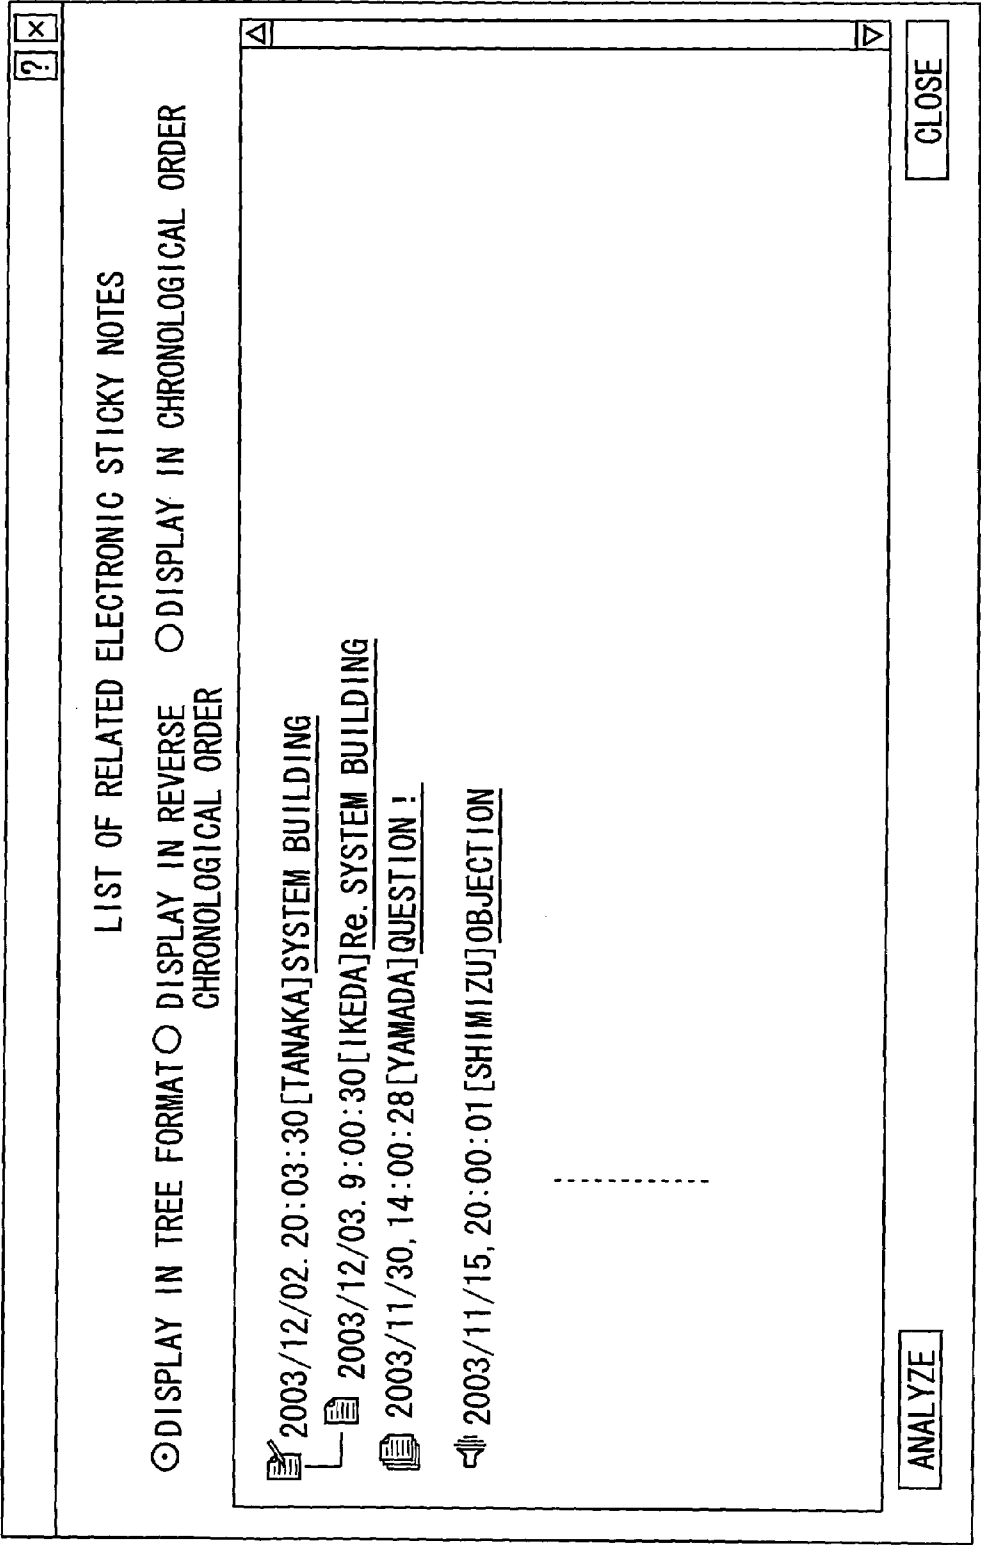 ? ×
LIST OF RELATED ELECTRONIC STICKY NOTES
DISPLAY IN TREE FORMAT DISPLAY IN REVERSE CHRONOLOGICAL ORDER DISPLAY IN CHRONOLOGICAL ORDER
2003/12/02. 20:03:30[TANAKA]SYSTEM BUILDING
2003/12/03. 9:00:30[IKEDA]Re. SYSTEM BUILDING
2003/11/30, 14:00:28[YAMADA]QUESTION!
2003/11/15, 20:00:01[SHIMIZU]OBJECTION
ANALYZE CLOSE